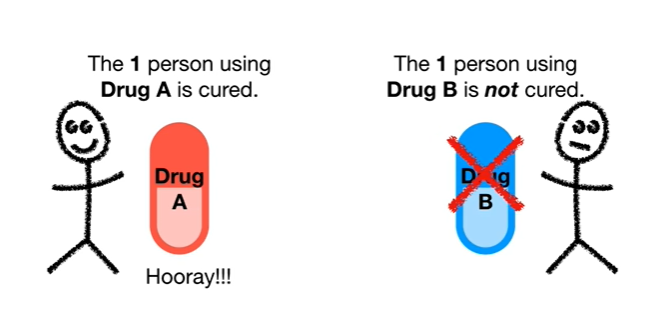 The 1 person using
Drug A is cured.
The 1 person using
Drug B is not cured.
Drug
A
Drug
B
Hooray!!!